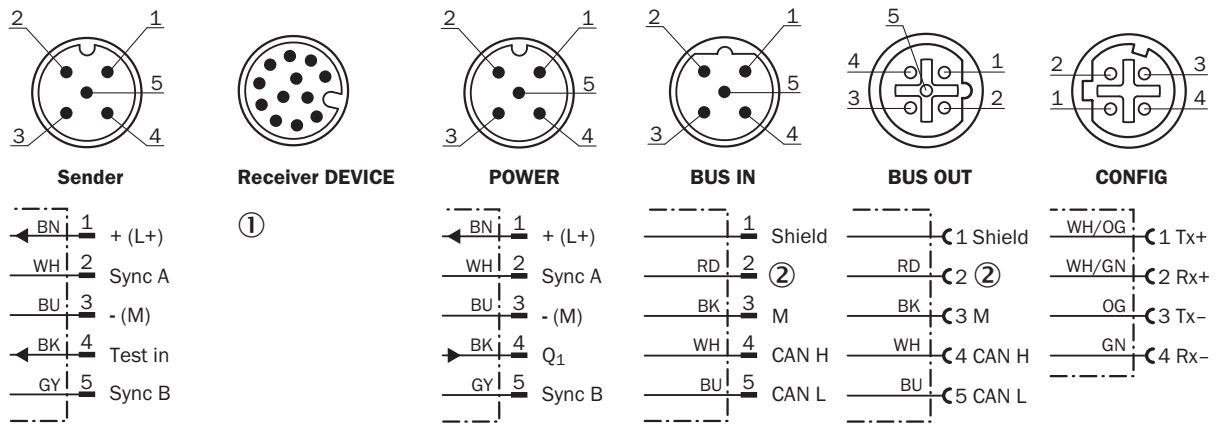 2 1
5
3 4
Sender
BN 1 + (L+)
WH 2 Sync A
BU 3 - (M)
BK 4 Test in
GY 5 Sync B
Receiver DEVICE
①
2 1
5
3 4
POWER
BN 1 + (L+)
WH 2 Sync A
BU 3 - (M)
BK 4 Q₁
GY 5 Sync B
2 1
5
3 4
BUS IN
1 Shield
RD 2 ②
BK 3 M
WH 4 CAN H
BU 5 CAN L
5
4 1
3 2
BUS OUT
1 Shield
RD 2 ②
BK 3 M
WH 4 CAN H
BU 5 CAN L
2 3
1 4
CONFIG
WH/OG 1 Tx+
WH/GN 2 Rx+
OG 3 Tx–
GN 4 Rx–